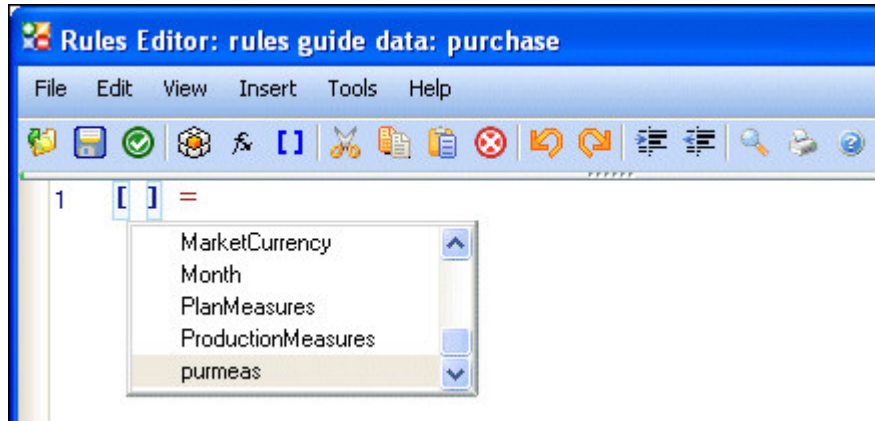 Rules Editor: rules guide data: purchase
File Edit View Insert Tools Help
1 [ ] =
MarketCurrency
Month
PlanMeasures
ProductionMeasures
purmeas